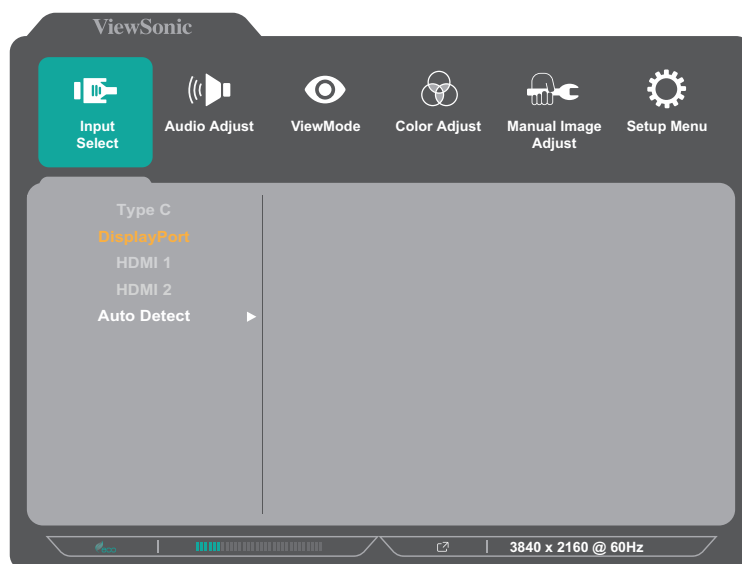 ViewSonic
Input
Select
Audio Adjust
ViewMode
Color Adjust
Manual Image
Adjust
Setup Menu
Type C
DisplayPort
HDMI 1
HDMI 2
Auto Detect
eco
3840 x 2160 @ 60Hz